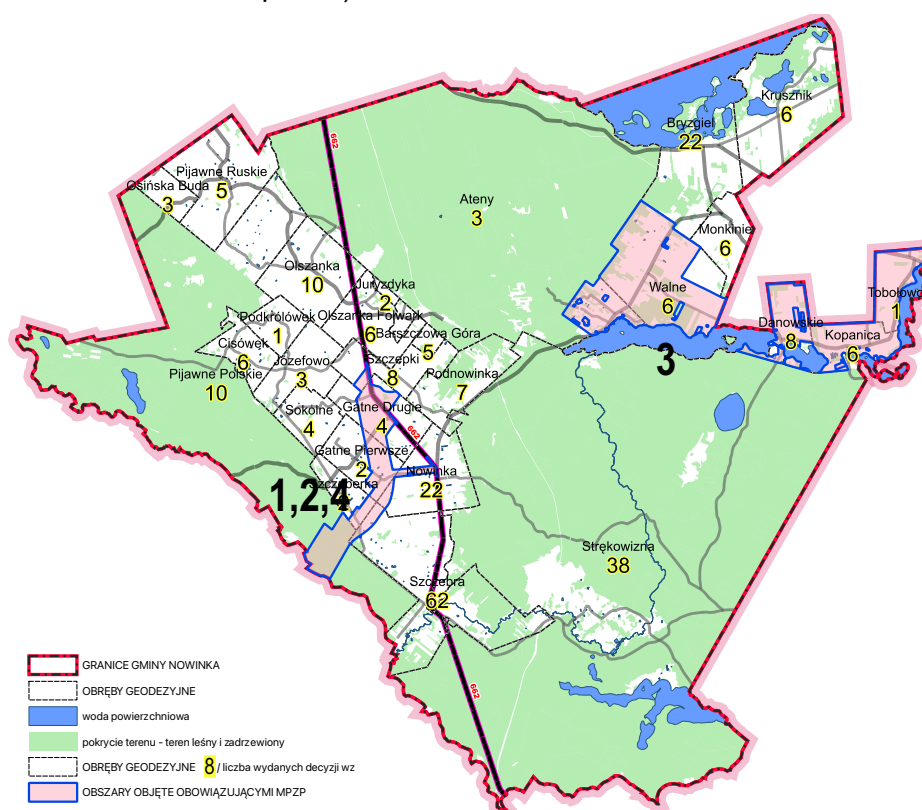 Krusznik
6
Bryzgiel
22
662
Pijawne Ruskie
5
Osińska Buda
3
Ateny
3
Monkinie
6
Olszanka
10
Walne
6
Juryzdyka
2
Tobołowo
1
Podkrólówek
1
Olszanka Folwark
6
Danowskie
8
Kopanica
6
Barszczowa Góra
5
Cisówek
6
Józefowo
3
Szczepki
8
3
Pijawne Polskie
10
Podnowinka
7
Sokolne
4
Gatne Drugie
4
662
Gatne Pierwsze
2
Nowinka
22
Szczeberka
1,2,4
Strękowizna
38
Szczebra
62
662
GRANICE GMINY NOWINKA
OBRĘBY GEODEZYJNE
woda powierzchniowa
pokrycie terenu - teren leśny i zadrzewiony
OBRĘBY GEODEZYJNE 8 / liczba wydanych decyzji wz
OBSZARY OBJĘTE OBOWIĄZUJĄCYMI MPZP